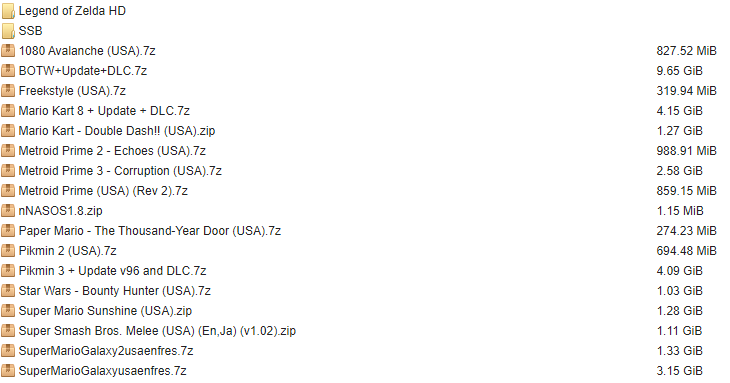 Legend of Zelda HD
SSB
1080 Avalanche (USA).7z 827.52 MiB
BOTW+Update+DLC.7z 9.65 GiB
Freekstyle (USA).7z 319.94 MiB
Mario Kart 8 + Update + DLC.7z 4.15 GiB
Mario Kart - Double Dash!! (USA).zip 1.27 GiB
Metroid Prime 2 - Echoes (USA).7z 988.91 MiB
Metroid Prime 3 - Corruption (USA).7z 2.58 GiB
Metroid Prime (USA) (Rev 2).7z 859.15 MiB
nNASOS1.8.zip 1.15 MiB
Paper Mario - The Thousand-Year Door (USA).7z 274.23 MiB
Pikmin 2 (USA).7z 694.48 MiB
Pikmin 3 + Update v96 and DLC.7z 4.09 GiB
Star Wars - Bounty Hunter (USA).7z 1.03 GiB
Super Mario Sunshine (USA).zip 1.28 GiB
Super Smash Bros. Melee (USA) (En,Ja) (v1.02).zip 1.11 GiB
SuperMarioGalaxy2usaenfres.7z 1.33 GiB
SuperMarioGalaxyusaenfres.7z 3.15 GiB